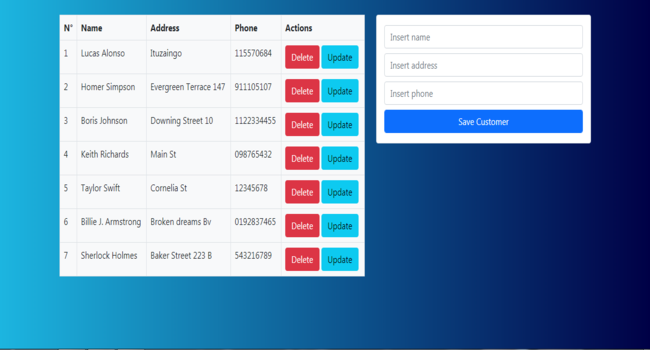 N° Name Address Phone Actions
1 Lucas Alonso Ituzaingo 115570684 Delete Update
2 Homer Simpson Evergreen Terrace 147 911105107 Delete Update
3 Boris Johnson Downing Street 10 1122334455 Delete Update
4 Keith Richards Main St 098765432 Delete Update
5 Taylor Swift Cornelia St 12345678 Delete Update
6 Billie J. Armstrong Broken dreams Bv 0192837465 Delete Update
7 Sherlock Holmes Baker Street 223 B 543216789 Delete Update
Insert name
Insert address
Insert phone
Save Customer